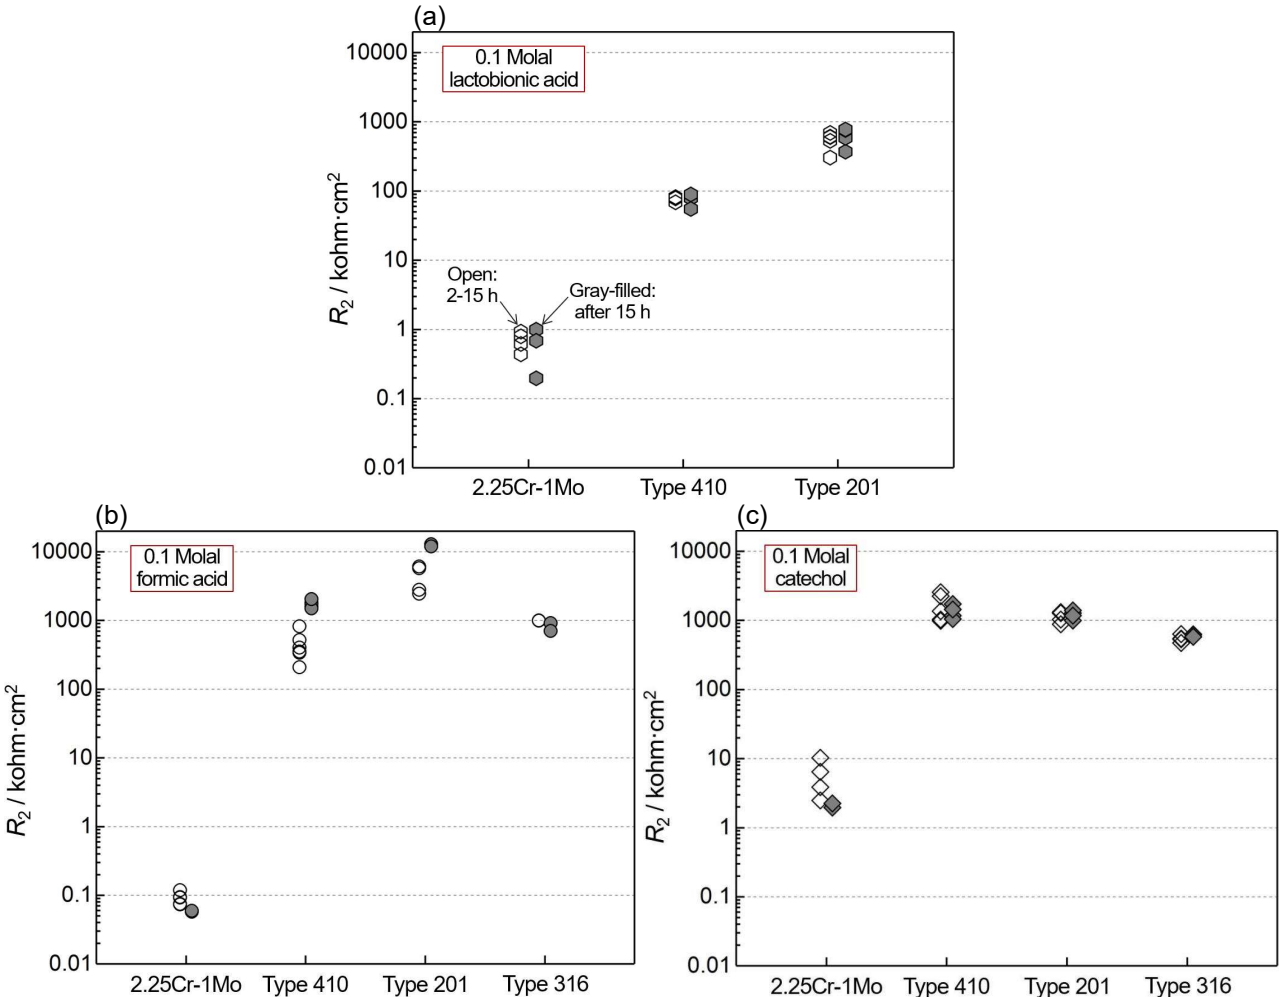 (a)
10000
1000
100
10
1
0.1
0.01
R2 / kohm·cm2
0.1 Molal
lactobionic acid
Open:
2-15 h
Gray-filled:
after 15 h
2.25Cr-1Mo
Type 410
Type 201
(b)
10000
1000
100
10
1
0.1
0.01
R2 / kohm·cm2
0.1 Molal
formic acid
2.25Cr-1Mo
Type 410
Type 201
Type 316
(c)
10000
1000
100
10
1
0.1
0.01
R2 / kohm·cm2
0.1 Molal
catechol
2.25Cr-1Mo
Type 410
Type 201
Type 316